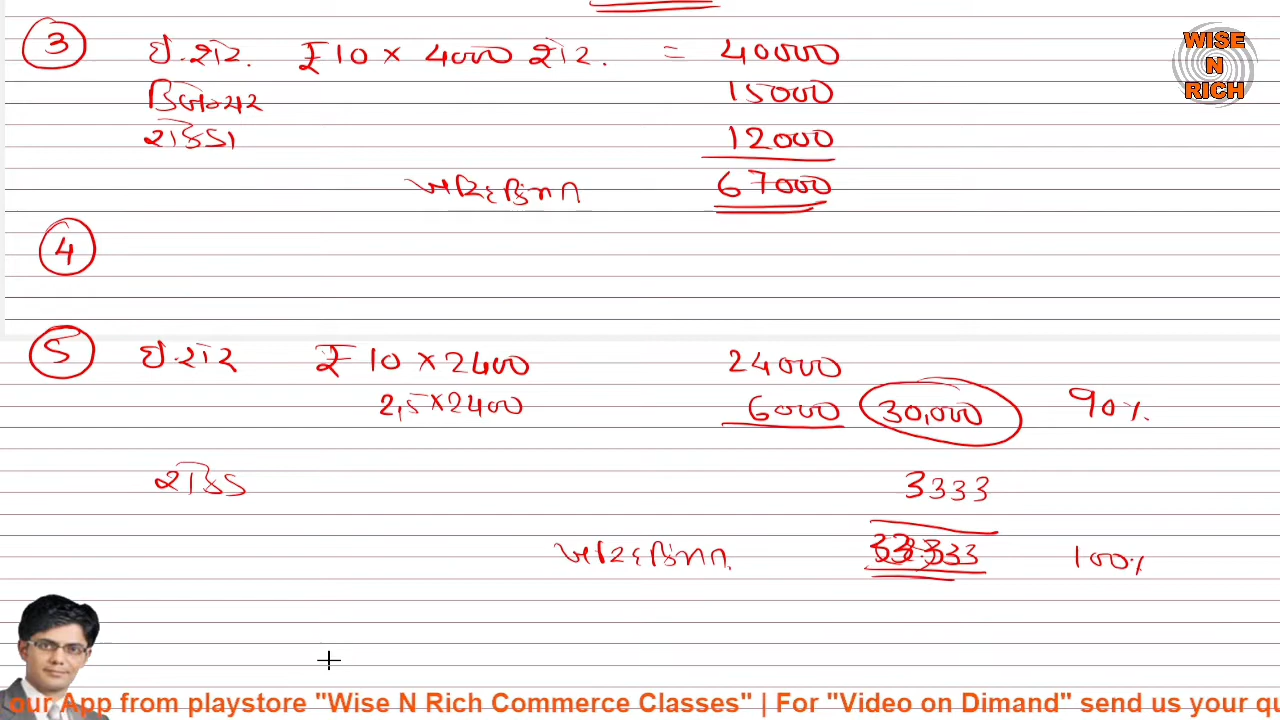 3 ઈ.શેર. ₹10 × 4000 શેર. = 40000
ડિબેન્ચર 15000
રોકડા 12000
ખરીદકિંમત 67000
4
5 ઈ.શેર ₹10 × 2400 24000
2.5×2400 6000 30,000 90%.
રોકડ 3333
ખરીદકિંમત. 33333 100%
WISE
N
RICH
our App from playstore "Wise N Rich Commerce Classes" | For "Video on Dimand" send us your qu